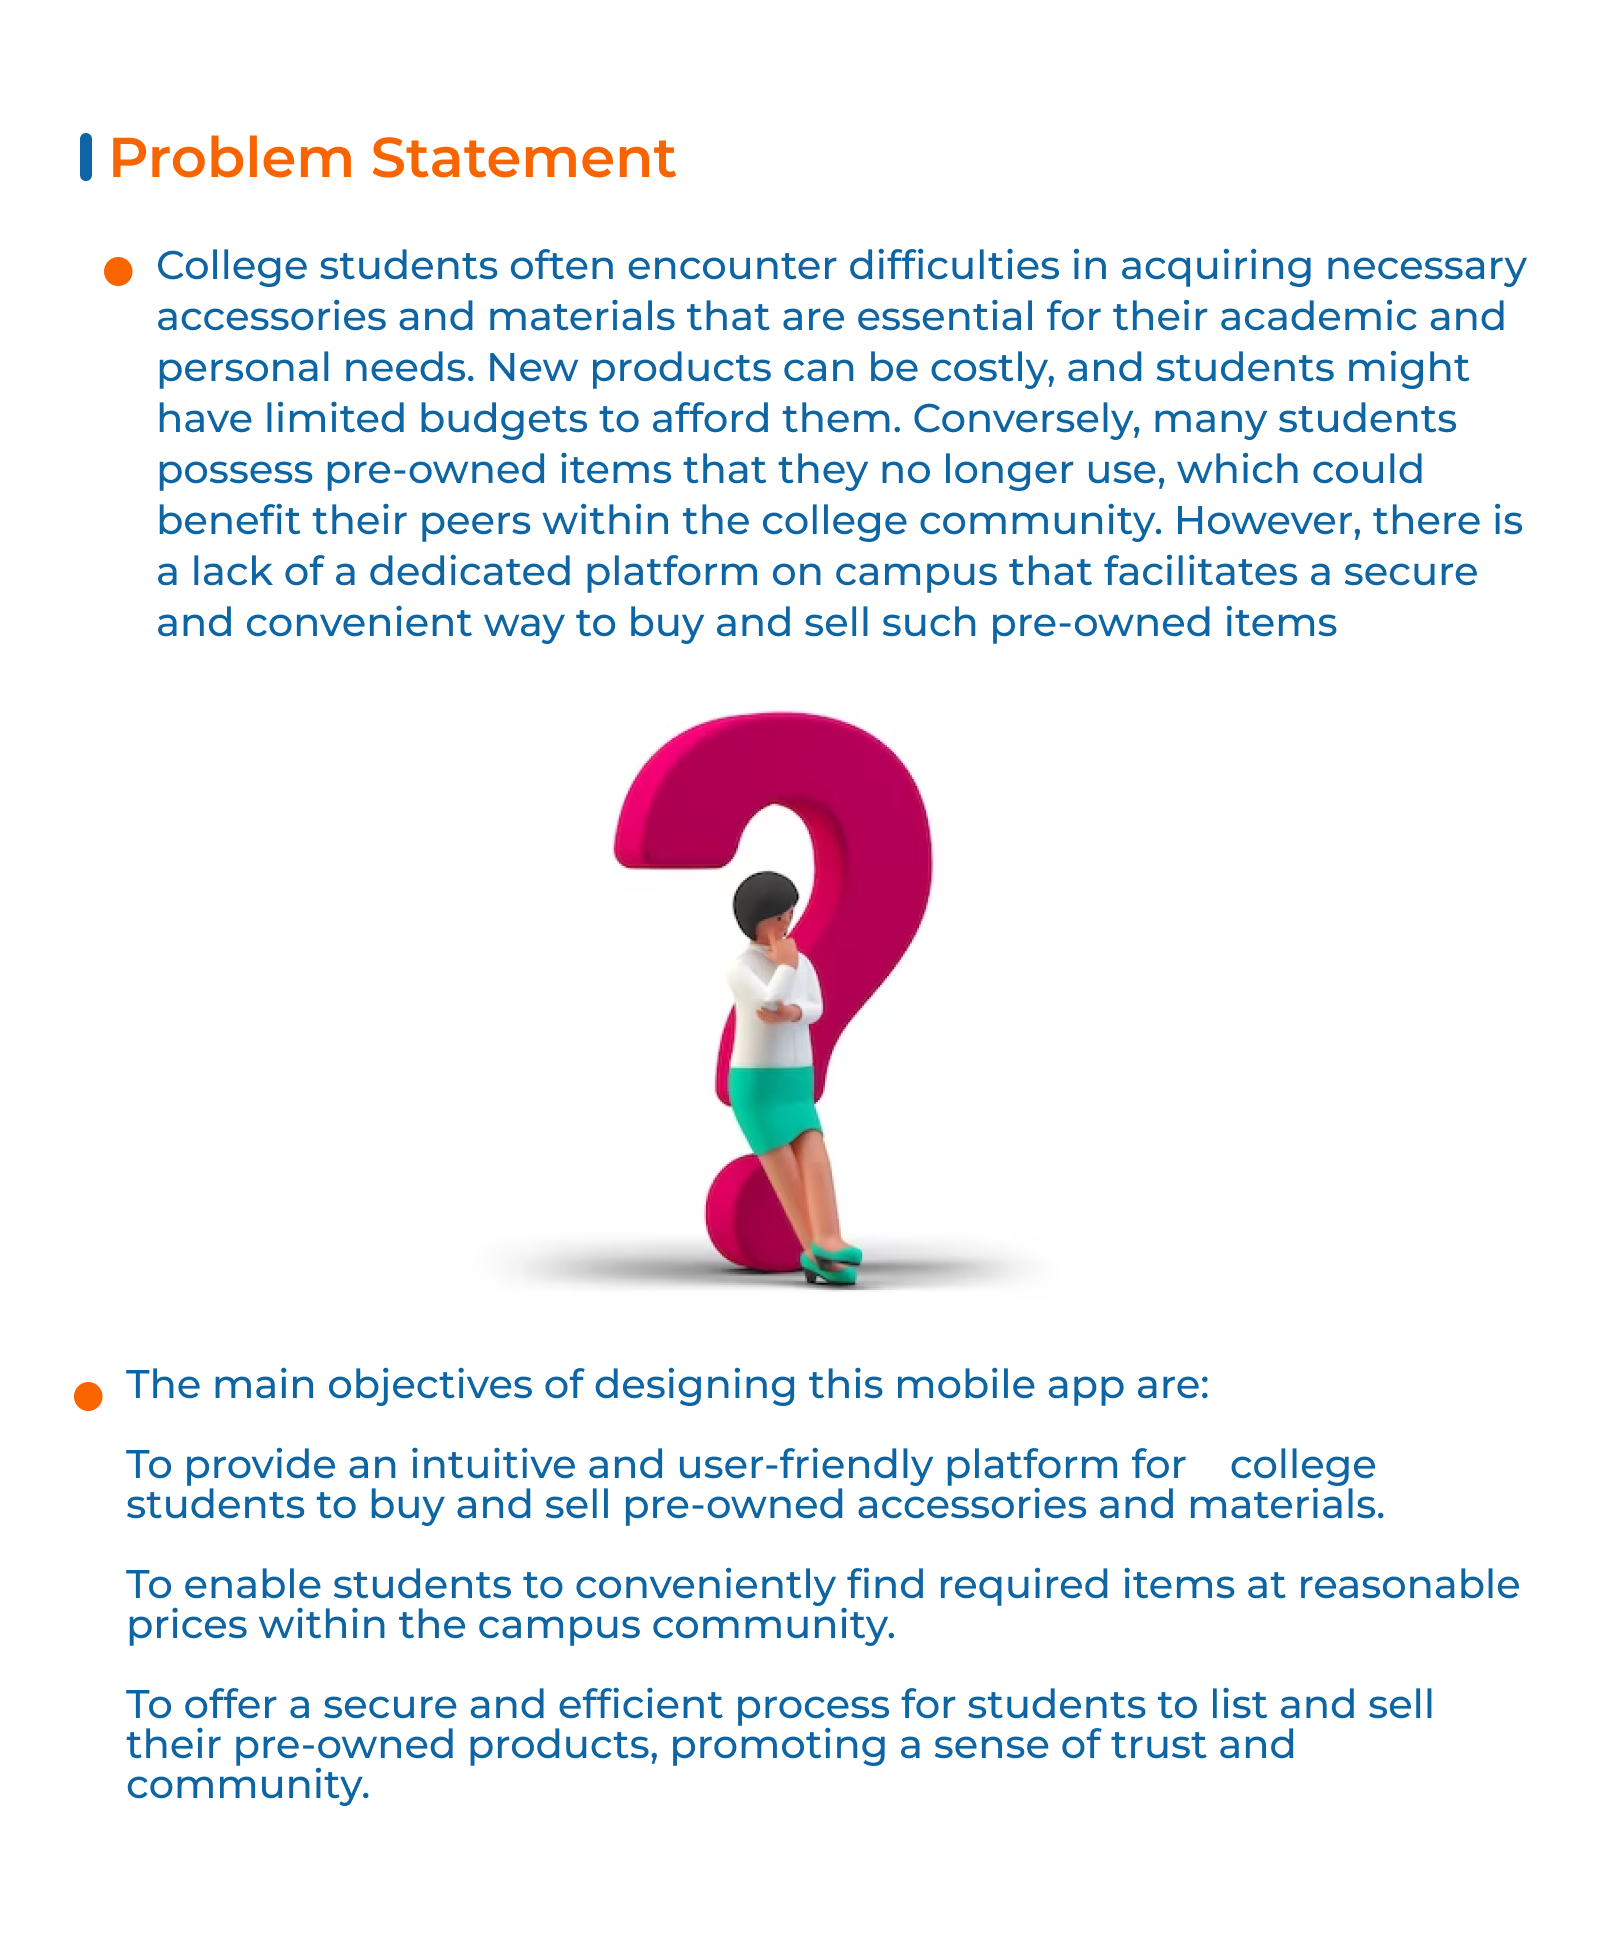 Problem Statement
College students often encounter difficulties in acquiring necessary
accessories and materials that are essential for their academic and
personal needs. New products can be costly, and students might
have limited budgets to afford them. Conversely, many students
possess pre-owned items that they no longer use, which could
benefit their peers within the college community. However, there is
a lack of a dedicated platform on campus that facilitates a secure
and convenient way to buy and sell such pre-owned items
The main objectives of designing this mobile app are:
To provide an intuitive and user-friendly platform for college
students to buy and sell pre-owned accessories and materials.
To enable students to conveniently find required items at reasonable
prices within the campus community.
To offer a secure and efficient process for students to list and sell
their pre-owned products, promoting a sense of trust and
community.